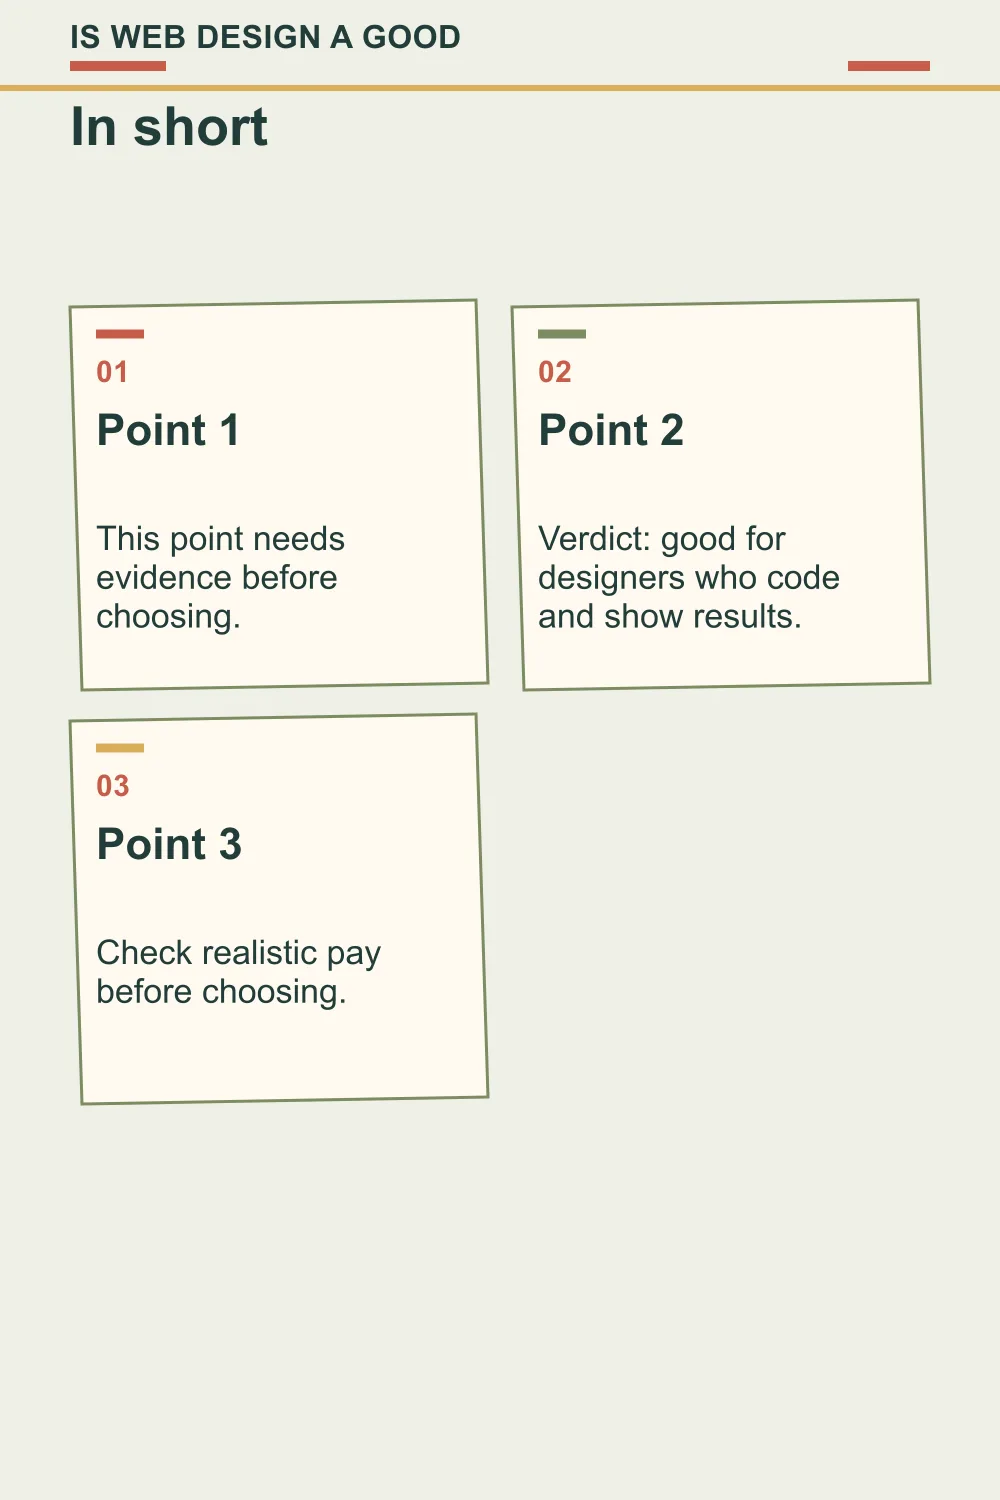 IS WEB DESIGN A GOOD
In short
01
Point 1
This point needs
evidence before
choosing.
02
Point 2
Verdict: good for
designers who code
and show results.
03
Point 3
Check realistic pay
before choosing.